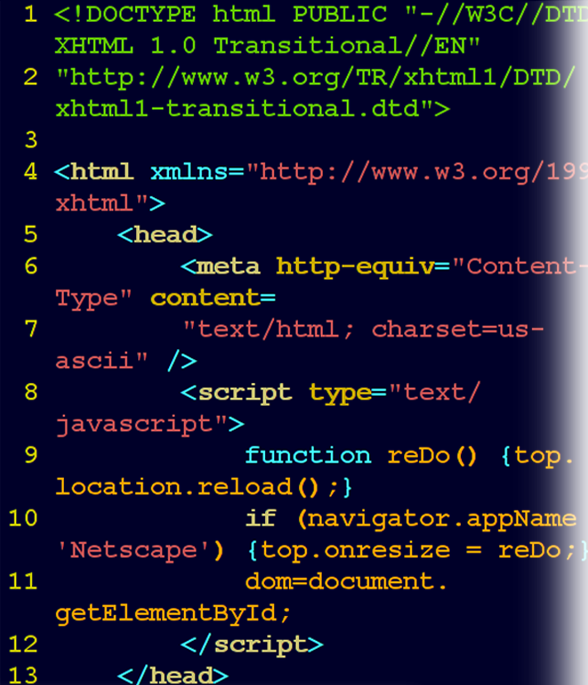 1 <!DOCTYPE html PUBLIC "-//W3C//DTD
XHTML 1.0 Transitional//EN"
2 "http://www.w3.org/TR/xhtml1/DTD/
xhtml1-transitional.dtd">
3
4 <html xmlns="http://www.w3.org/199
xhtml">
5 <head>
6 <meta http-equiv="Content-
Type" content=
7 "text/html; charset=us-
ascii" />
8 <script type="text/
javascript">
9 function reDo() {top.
location.reload();}
10 if (navigator.appName
'Netscape') {top.onresize = reDo;}
11 dom=document.
getElementById;
12 </script>
13 </head>